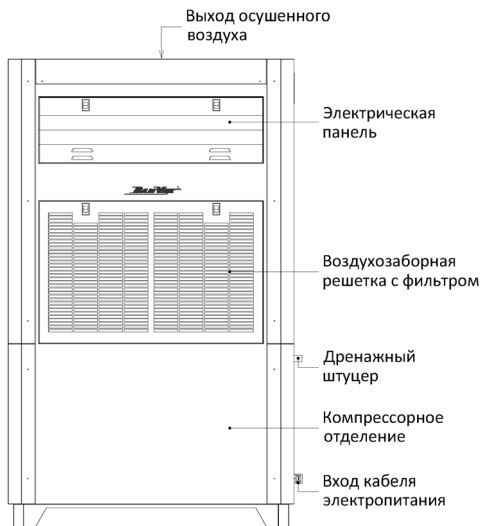 Выход осушенного
воздуха
Электрическая
панель
Воздухозаборная
решетка с фильтром
Дренажный
штуцер
Компрессорное
отделение
Вход кабеля
электропитания